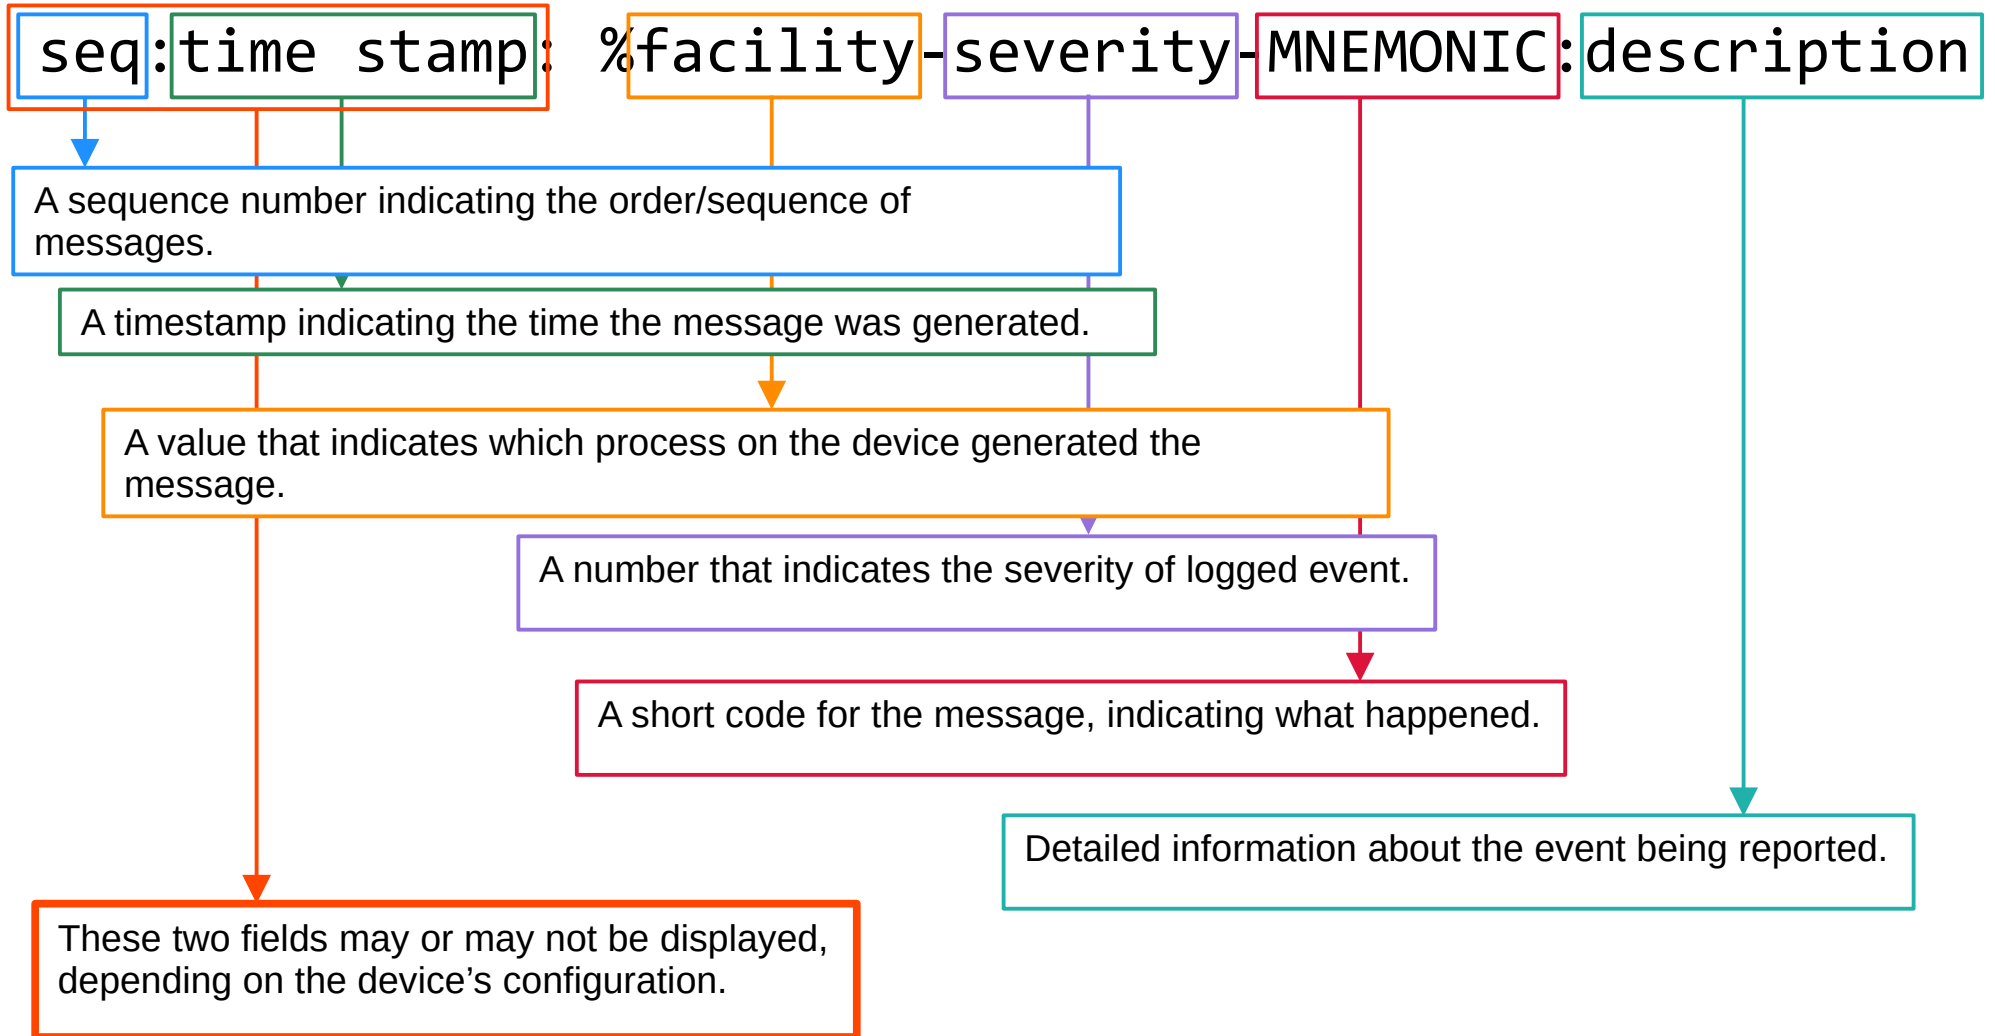 seq:time stamp: %facility-severity-MNEMONIC:description
A sequence number indicating the order/sequence of
messages.
A timestamp indicating the time the message was generated.
A value that indicates which process on the device generated the
message.
A number that indicates the severity of logged event.
A short code for the message, indicating what happened.
Detailed information about the event being reported.
These two fields may or may not be displayed,
depending on the device’s configuration.